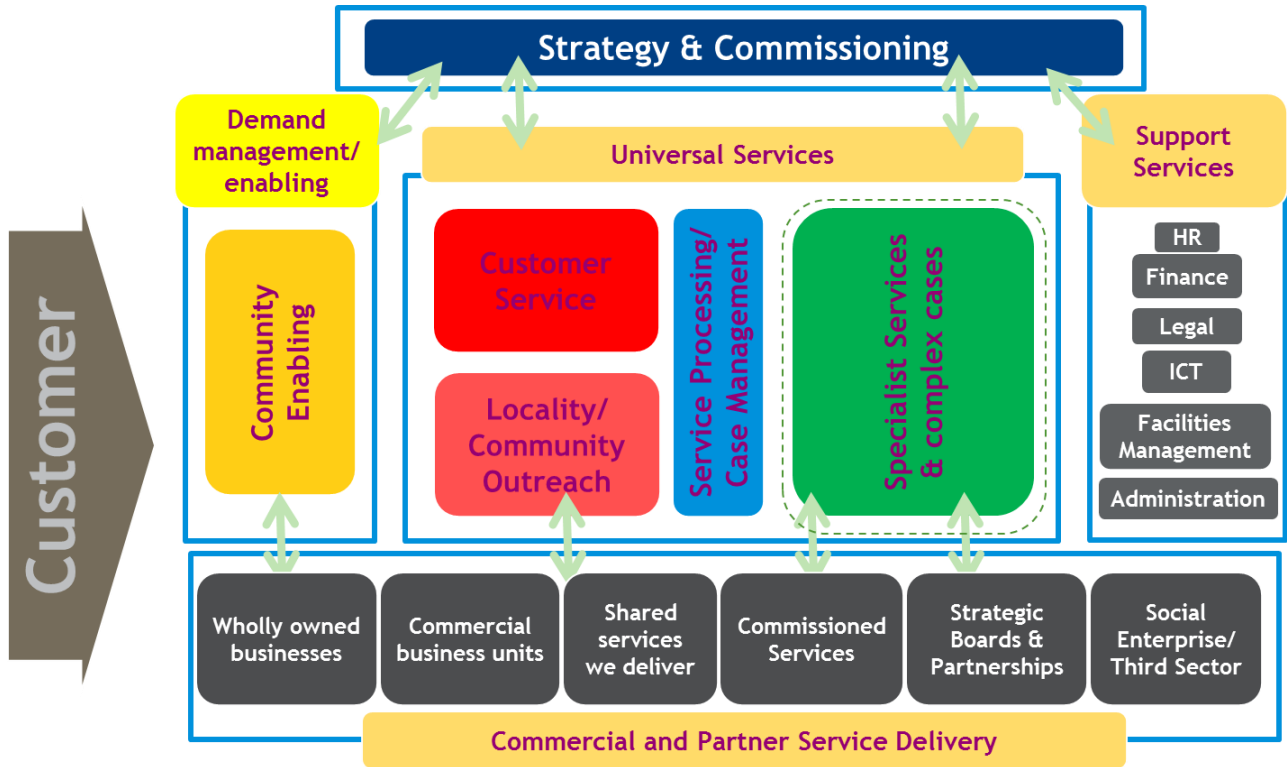 Strategy & Commissioning
Demand
management/
enabling
Universal Services
Support
Services
Customer
Community
Enabling
Customer
Service
Locality/
Community
Outreach
Service Processing/
Case Management
Specialist Services
& complex cases
HR
Finance
Legal
ICT
Facilities
Management
Administration
Wholly owned
businesses
Commercial
business units
Shared
services
we deliver
Commissioned
Services
Strategic
Boards &
Partnerships
Social
Enterprise/
Third Sector
Commercial and Partner Service Delivery